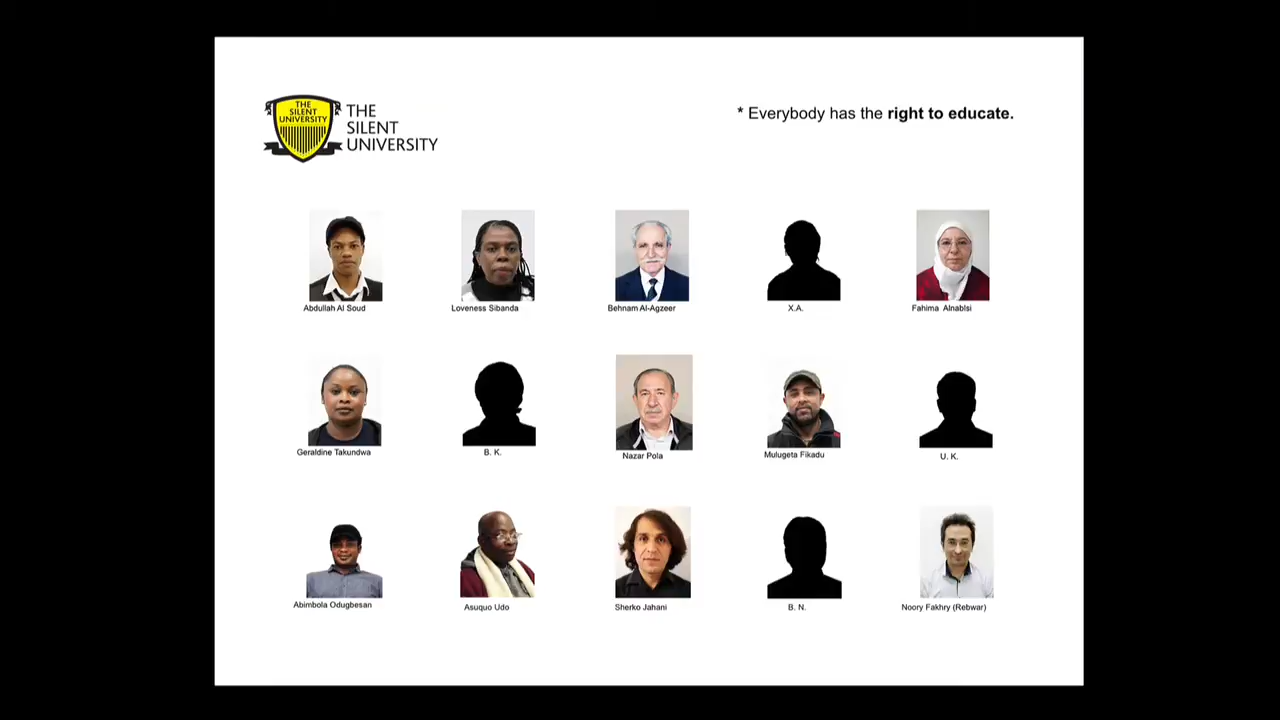 THE
SILENT
UNIVERSITY
THE
SILENT
UNIVERSITY
* Everybody has the right to educate.
Abdullah Al Soud
Loveness Sibanda
Behnam Al-Agzeer
X.A.
Fahima Alnablsi
Geraldine Takundwa
B. K.
Nazar Pola
Mulugeta Fikadu
U. K.
Abimbola Odugbesan
Asuquo Udo
Sherko Jahani
B. N.
Noory Fakhry (Rebwar)